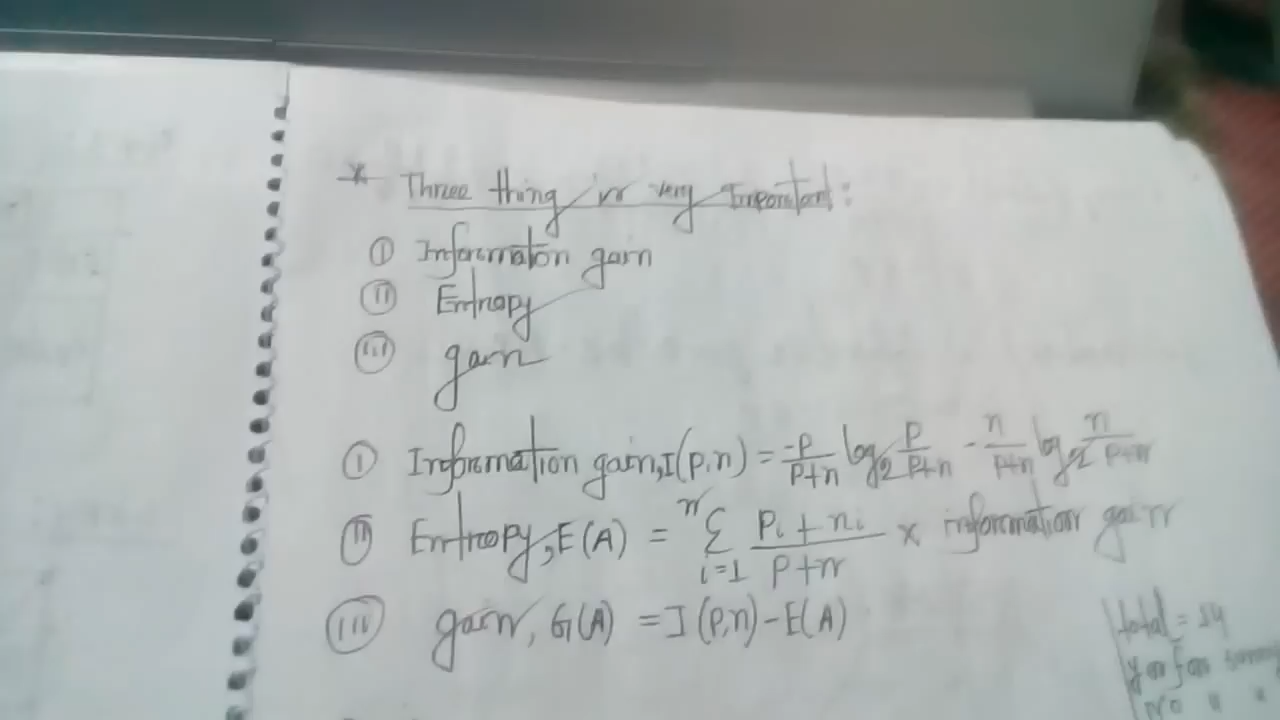 * Three thing is very Important:
(i) Information gain
(ii) Entropy
(iii) gain
(i) Information gain, I(p,n) = -p/p+n log2 p/p+n - n/p+n log2 n/p+n
(ii) Entropy, E(A) = n Σ i=1 pi + ni / p+n × information gain
(iii) gain, G(A) = I(p,n) - E(A)
total = 14
No " "